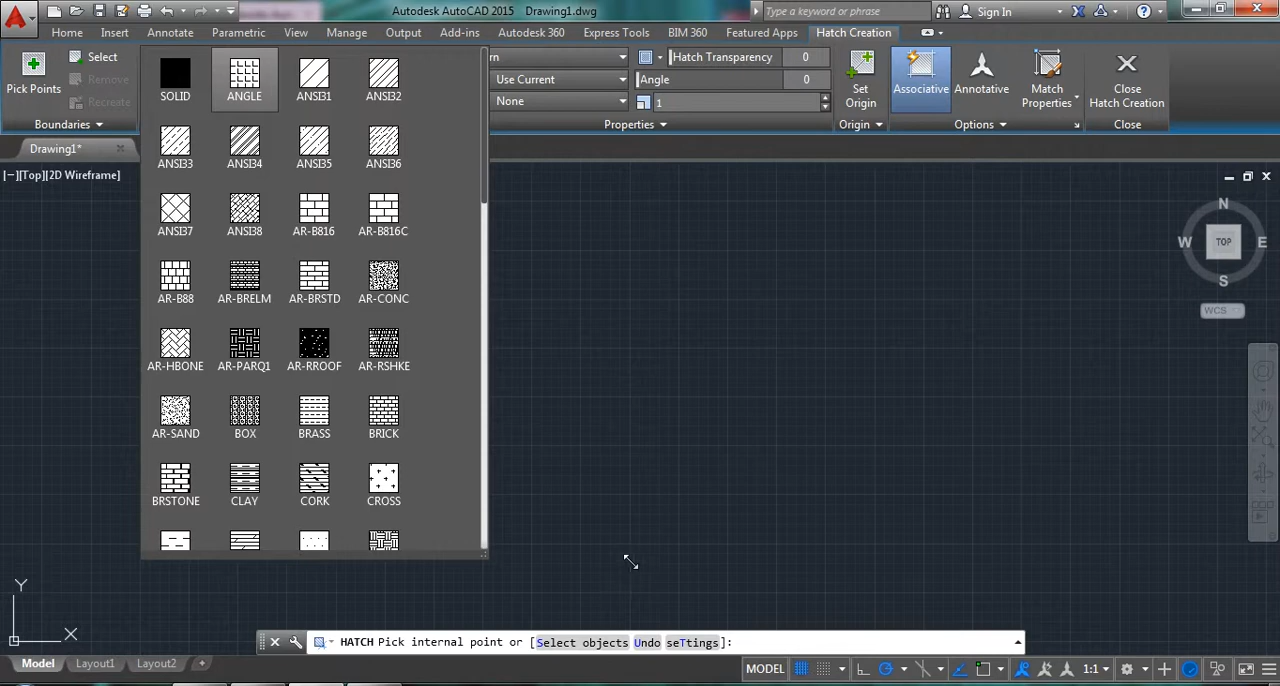 Autodesk AutoCAD 2015 Drawing1.dwg
Type a keyword or phrase
Sign In
Home Insert Annotate Parametric View Manage Output Add-ins Autodesk 360 Express Tools BIM 360 Featured Apps Hatch Creation
Pick Points
Select
Remove
Recreate
Boundaries
SOLID ANGLE ANSI31 ANSI32
ANSI33 ANSI34 ANSI35 ANSI36
ANSI37 ANSI38 AR-B816 AR-B816C
AR-B88 AR-BRELM AR-BRSTD AR-CONC
AR-HBONE AR-PARQ1 AR-RROOF AR-RSHKE
AR-SAND BOX BRASS BRICK
BRSTONE CLAY CORK CROSS
Use Current
None
Hatch Transparency 0
Angle 0
1
Properties
Set
Origin
Origin
Associative
Annotative
Match
Properties
Options
Close
Hatch Creation
Close
Drawing1*
[−][Top][2D Wireframe]
N
W TOP E
S
WCS
Y
X
HATCH Pick internal point or [Select objects Undo seTtings]:
Model Layout1 Layout2 +
MODEL 1:1